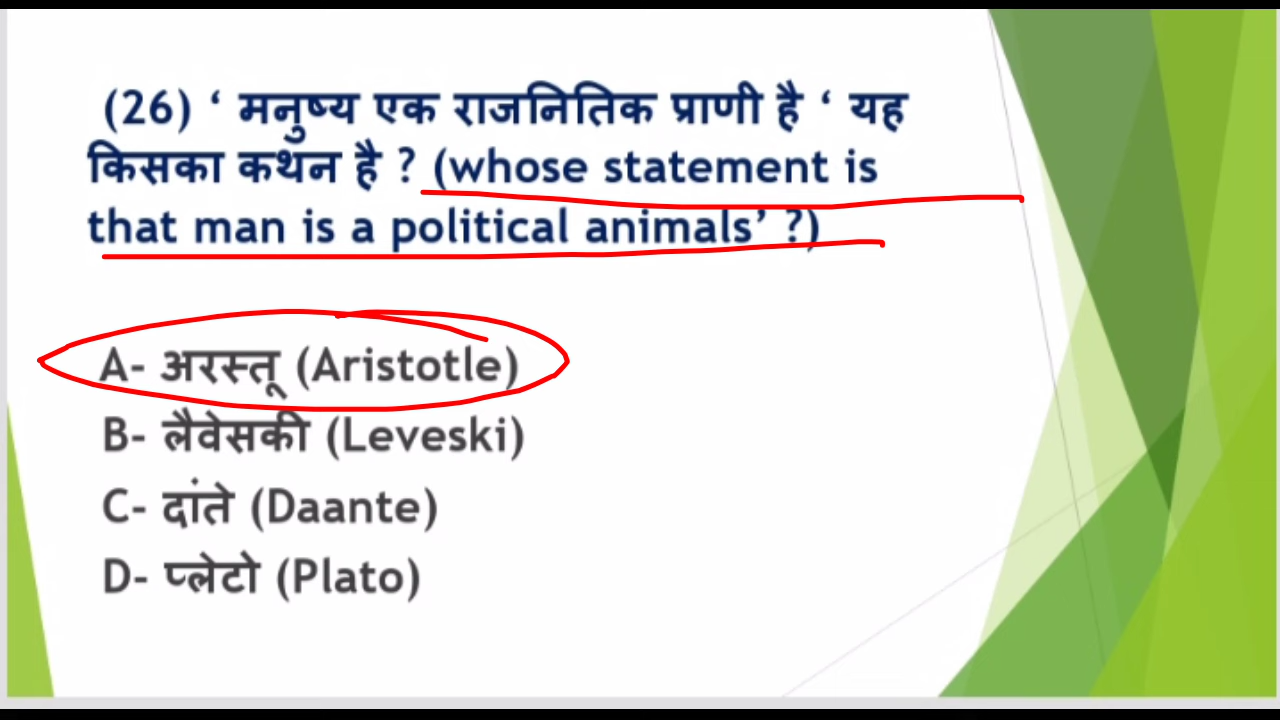 (26) ‘ मनुष्य एक राजनितिक प्राणी है ‘ यह
किसका कथन है ? (whose statement is
that man is a political animals’ ?)
A- अरस्तू (Aristotle)
B- लैवेसकी (Leveski)
C- दांते (Daante)
D- प्लेटो (Plato)